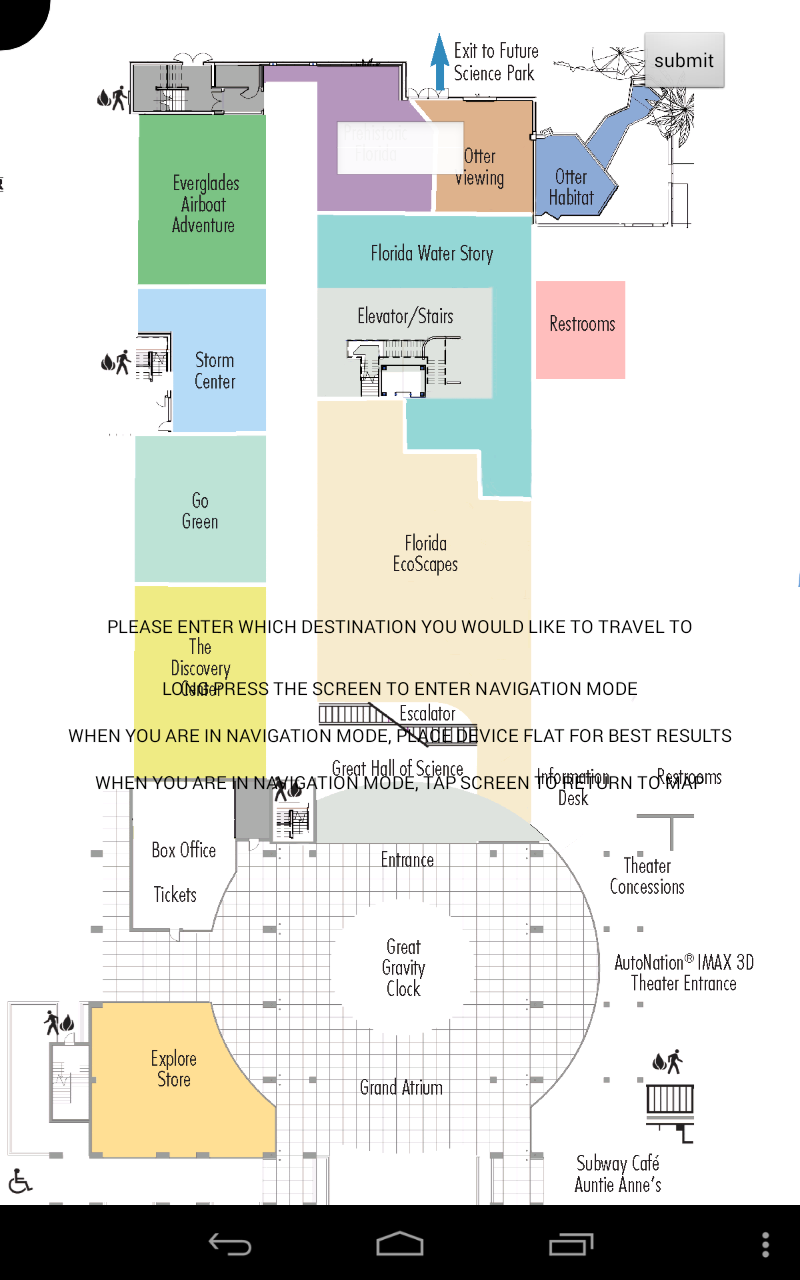 Exit to Future
Science Park
submit
Prehistoric
Florida
Otter
Viewing
Everglades
Airboat
Adventure
Otter
Habitat
Florida Water Story
Elevator/Stairs
Restrooms
Storm
Center
Go
Green
Florida
EcoScapes
PLEASE ENTER WHICH DESTINATION YOU WOULD LIKE TO TRAVEL TO
The
Discovery
Center
LONG PRESS THE SCREEN TO ENTER NAVIGATION MODE
Escalator
WHEN YOU ARE IN NAVIGATION MODE, PLACE DEVICE FLAT FOR BEST RESULTS
Great Hall of Science
Information
Desk
Restrooms
WHEN YOU ARE IN NAVIGATION MODE, TAP SCREEN TO RETURN TO MAP
Box Office
Tickets
Entrance
Theater
Concessions
Great
Gravity
Clock
AutoNation® IMAX 3D
Theater Entrance
Explore
Store
Grand Atrium
Subway Café
Auntie Anne's